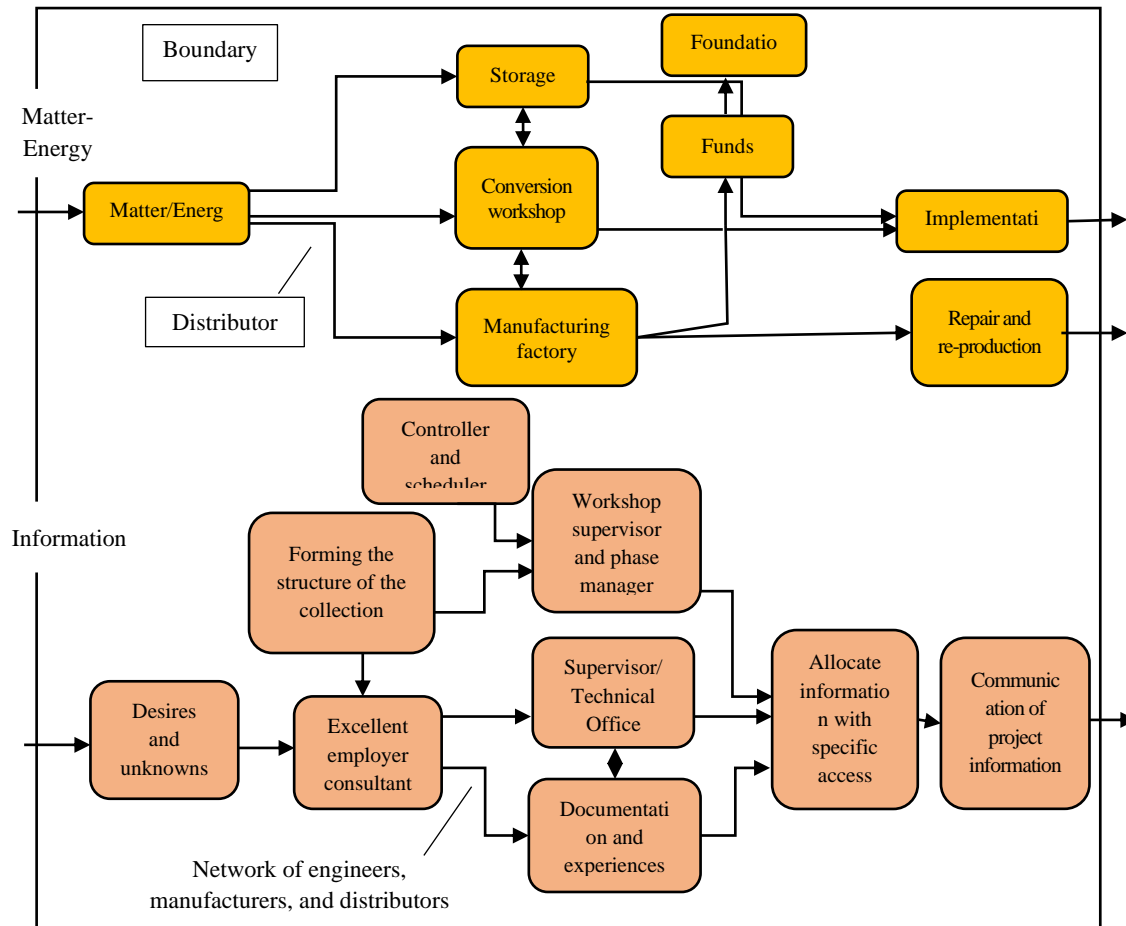 Boundary
Foundatio
Storage
Matter-
Energy
Funds
Matter/Energ
Conversion
workshop
Implementati
Distributor
Manufacturing
factory
Repair and
re-production
Controller
and
scheduler
Information
Workshop
supervisor
and phase
manager
Forming the
structure of the
collection
Desires
and
unknowns
Excellent
employer
consultant
Supervisor/
Technical
Office
Allocate
informatio
n with
specific
access
Communic
ation of
project
information
Documentati
on and
experiences
Network of engineers,
manufacturers, and distributors